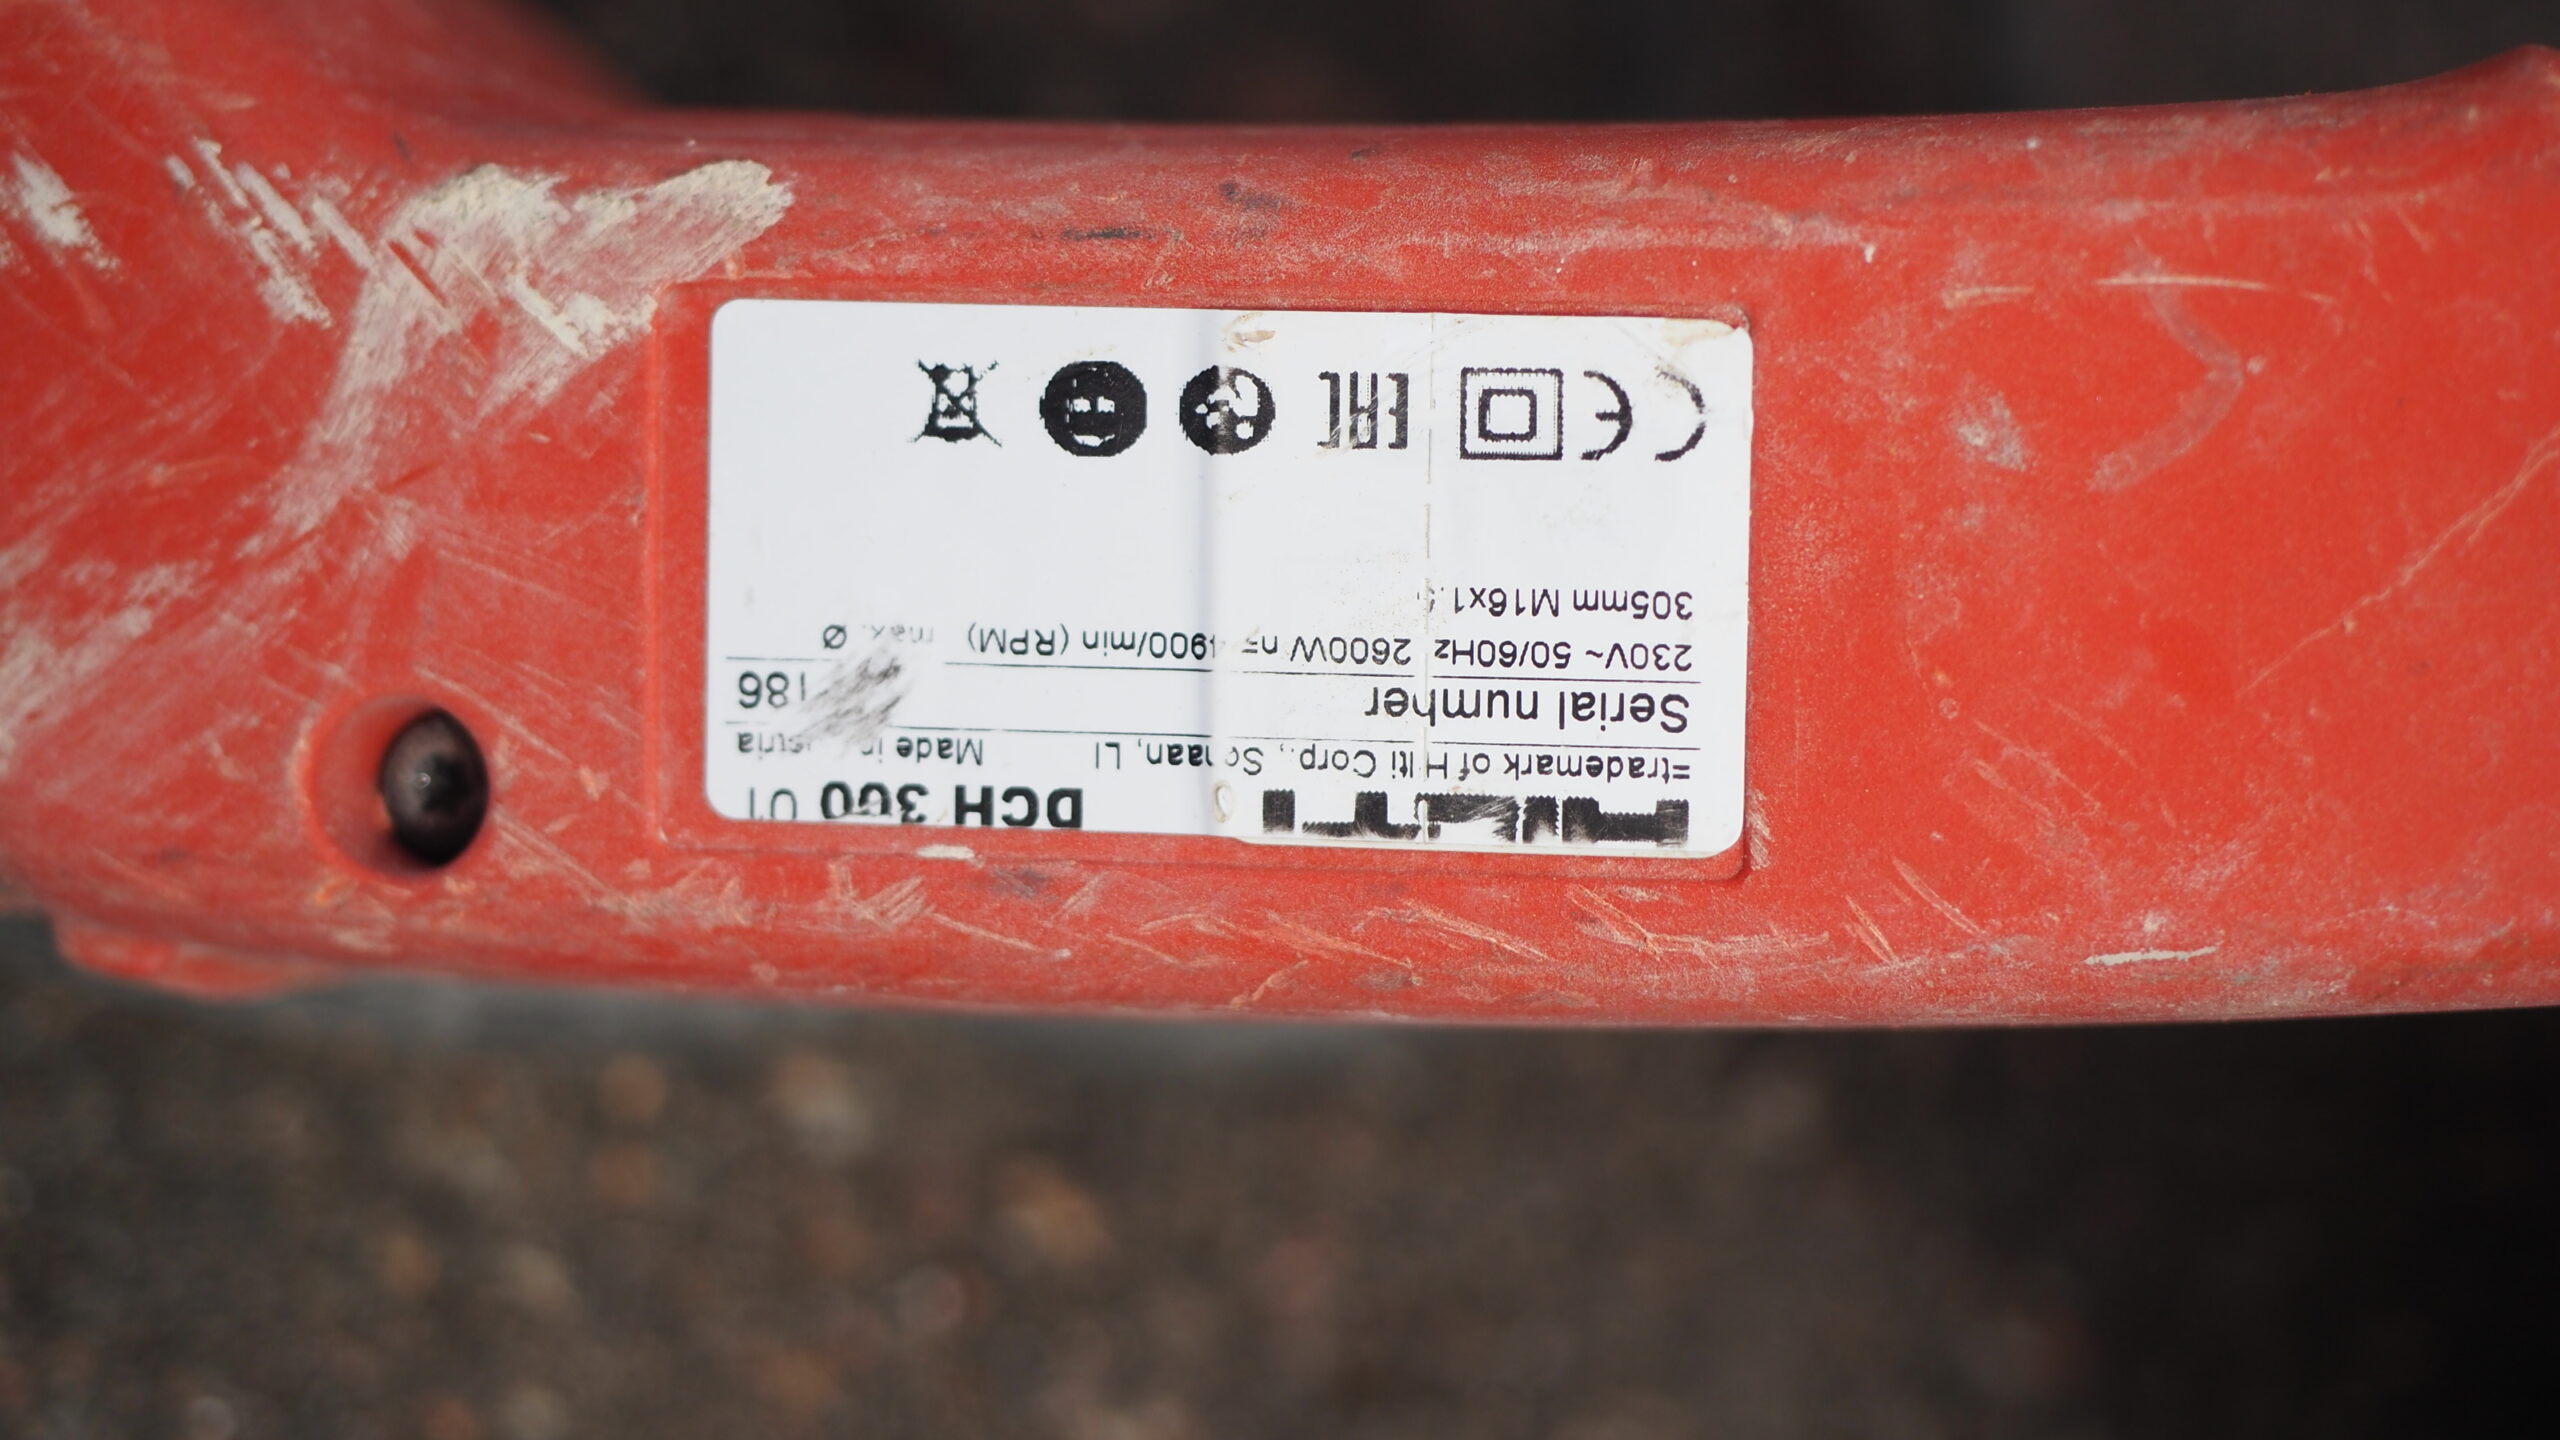 HILTI DCH 300 01
=trademark of Hilti Corp., Schaan, LI Made in Austria
Serial number 186
230V~ 50/60Hz 2600W n= 4900/min (RPM) max. Ø
305mm M16x1.5
CE EAC